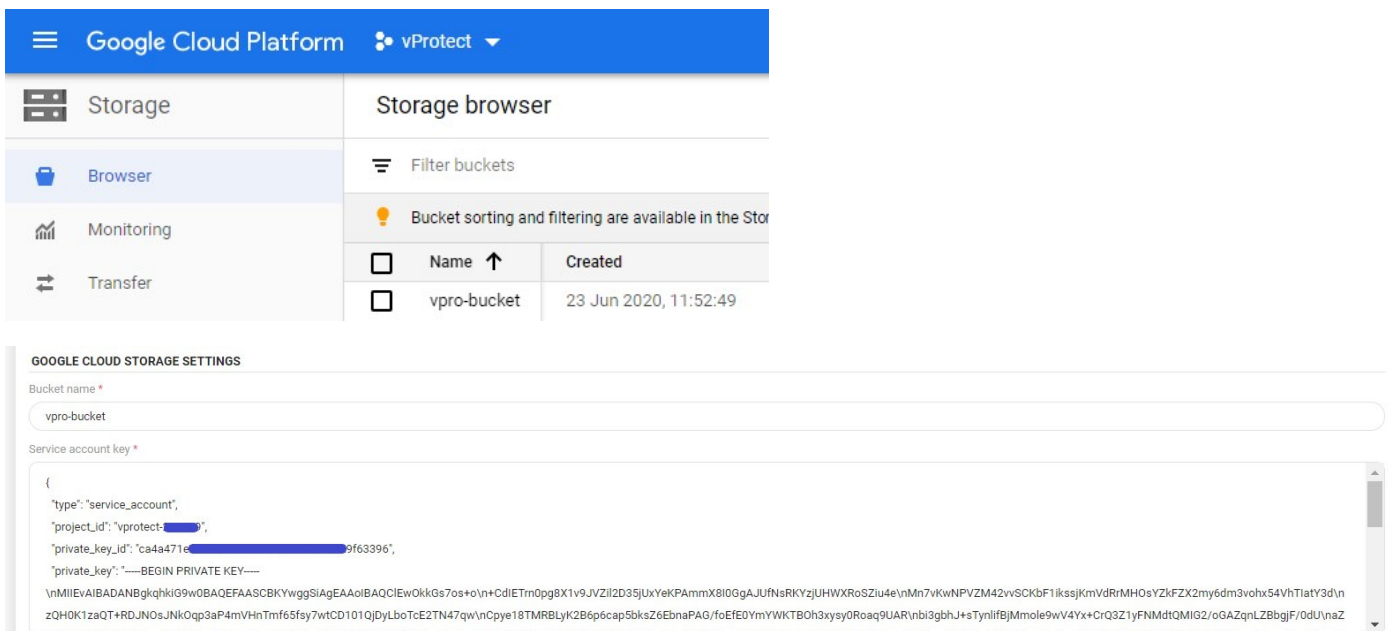 Google Cloud Platform vProtect
Storage
Storage browser
Browser
Filter buckets
Monitoring
Bucket sorting and filtering are available in the Stor
Transfer
Name Created
vpro-bucket 23 Jun 2020, 11:52:49
GOOGLE CLOUD STORAGE SETTINGS
Bucket name *
vpro-bucket
Service account key *
{
"type": "service_account",
"project_id": "vprotect-
"private_key_id": "ca4a471e 9f63396",
"private_key": "-----BEGIN PRIVATE KEY-----